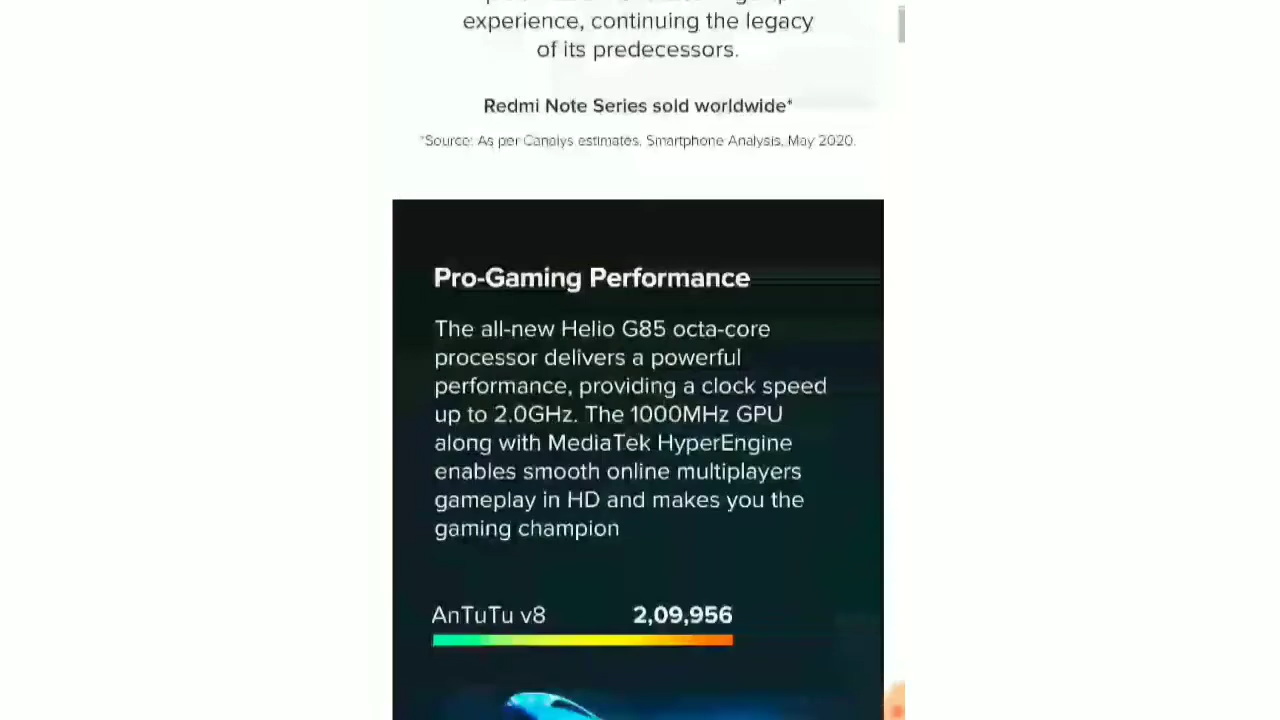 experience, continuing the legacy
of its predecessors.
Redmi Note Series sold worldwide*
*Source: As per Canalys estimates, Smartphone Analysis, May 2020.
Pro-Gaming Performance
The all-new Helio G85 octa-core
processor delivers a powerful
performance, providing a clock speed
up to 2.0GHz. The 1000MHz GPU
along with MediaTek HyperEngine
enables smooth online multiplayers
gameplay in HD and makes you the
gaming champion
AnTuTu v8 2,09,956